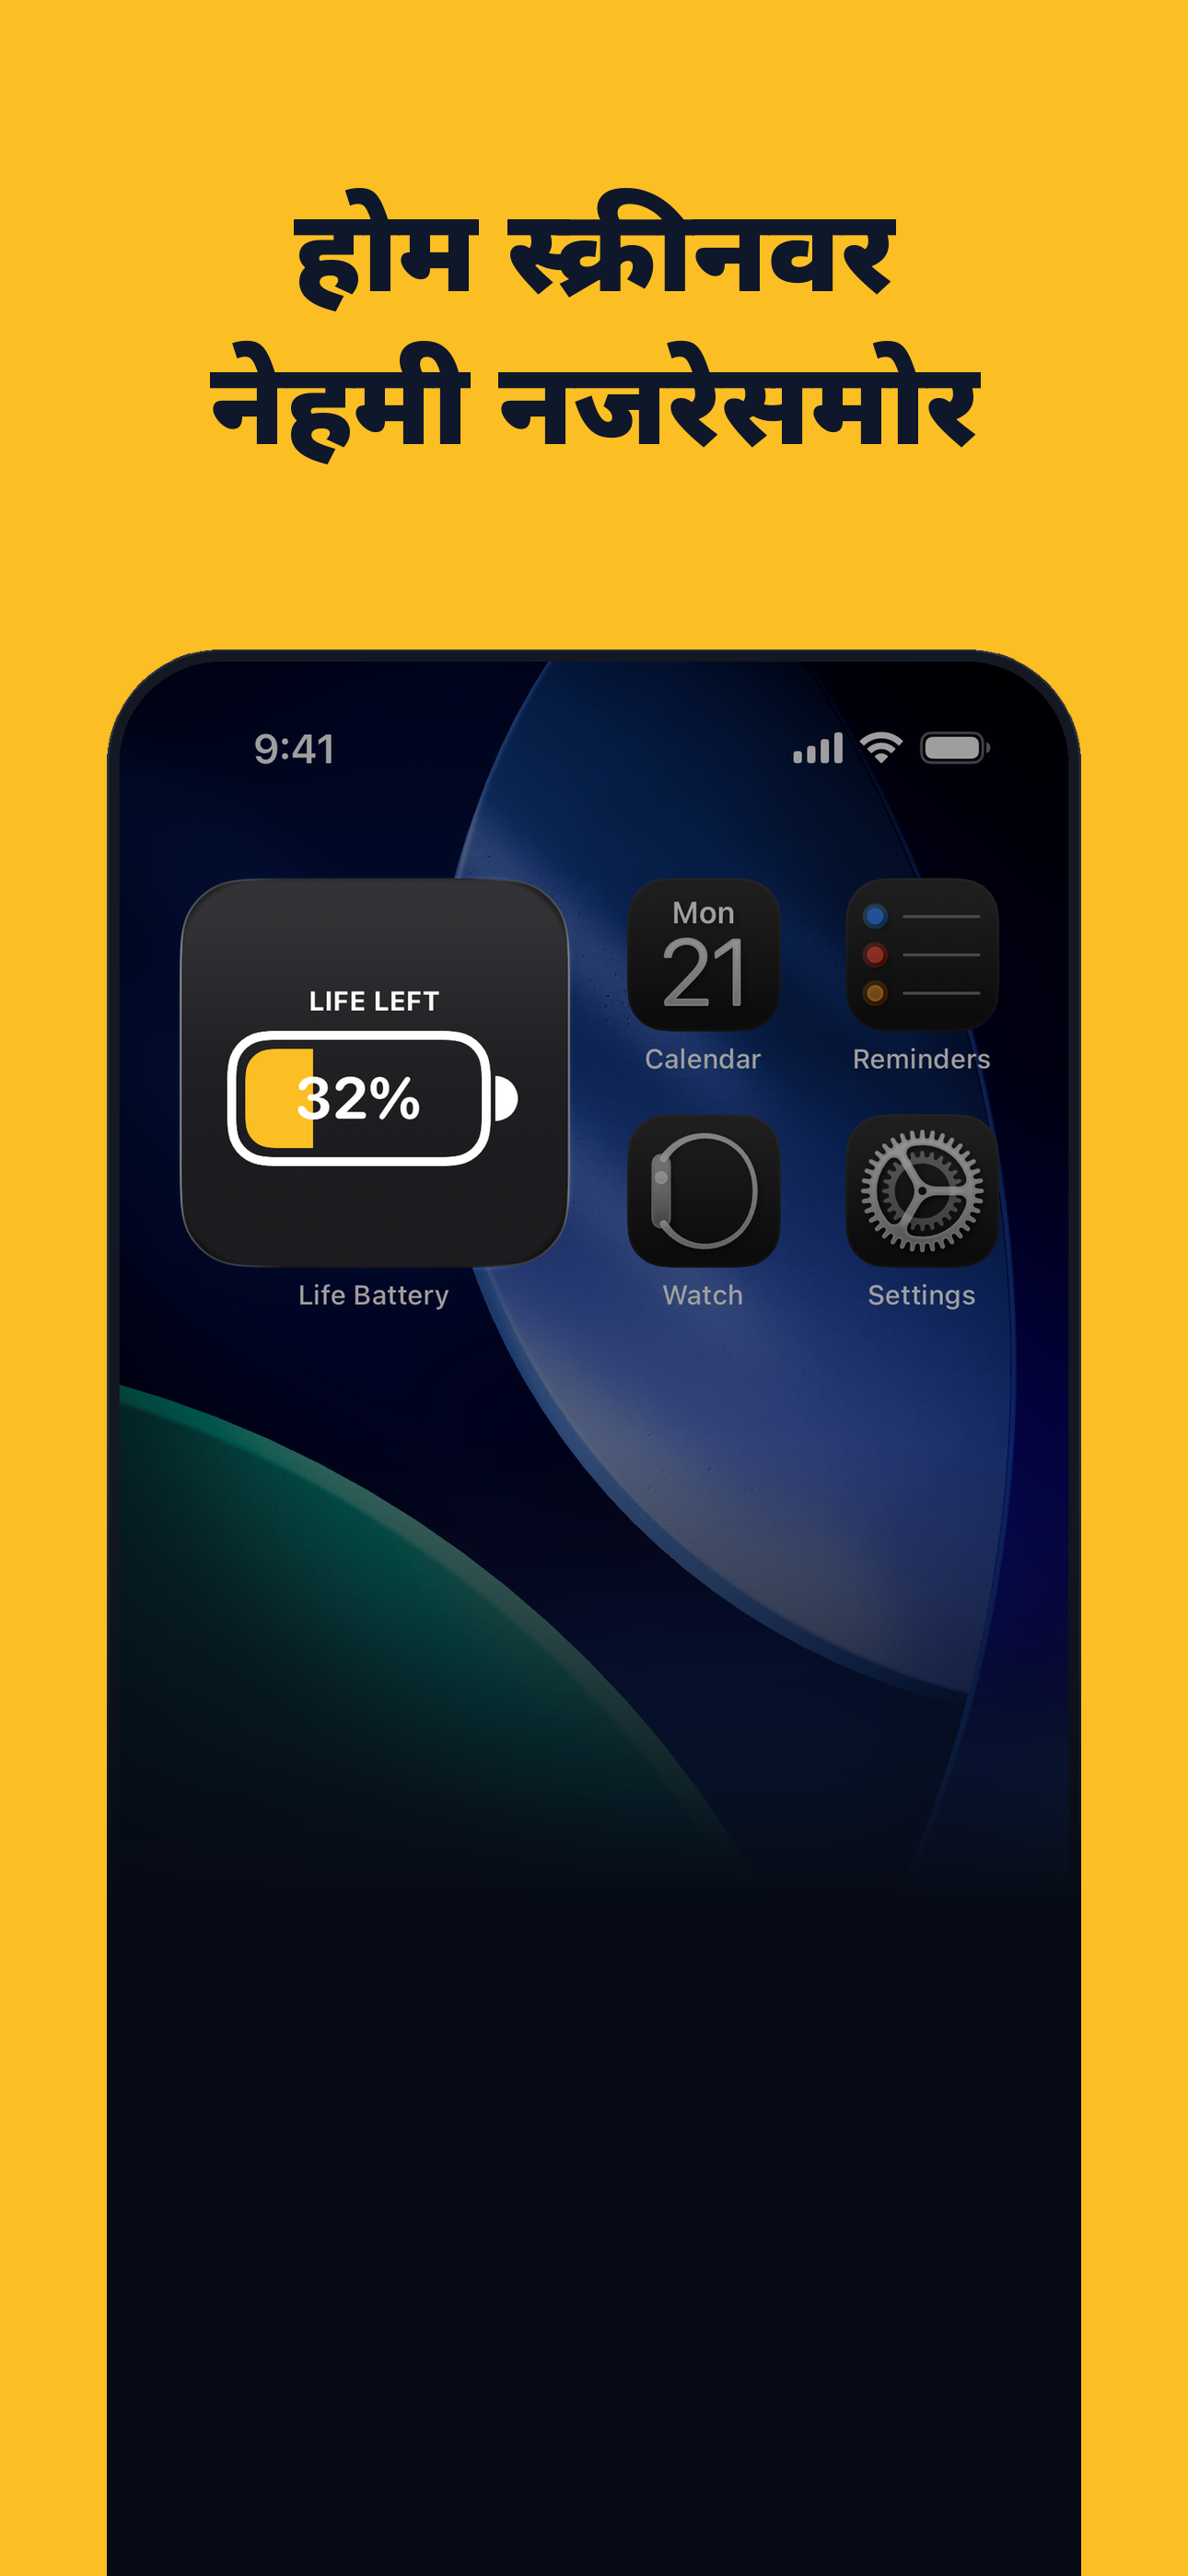 होम स्क्रीनवर
नेहमी नजरेसमोर
9:41
LIFE LEFT
32%
Life Battery
Mon
21
Calendar
Reminders
Watch
Settings